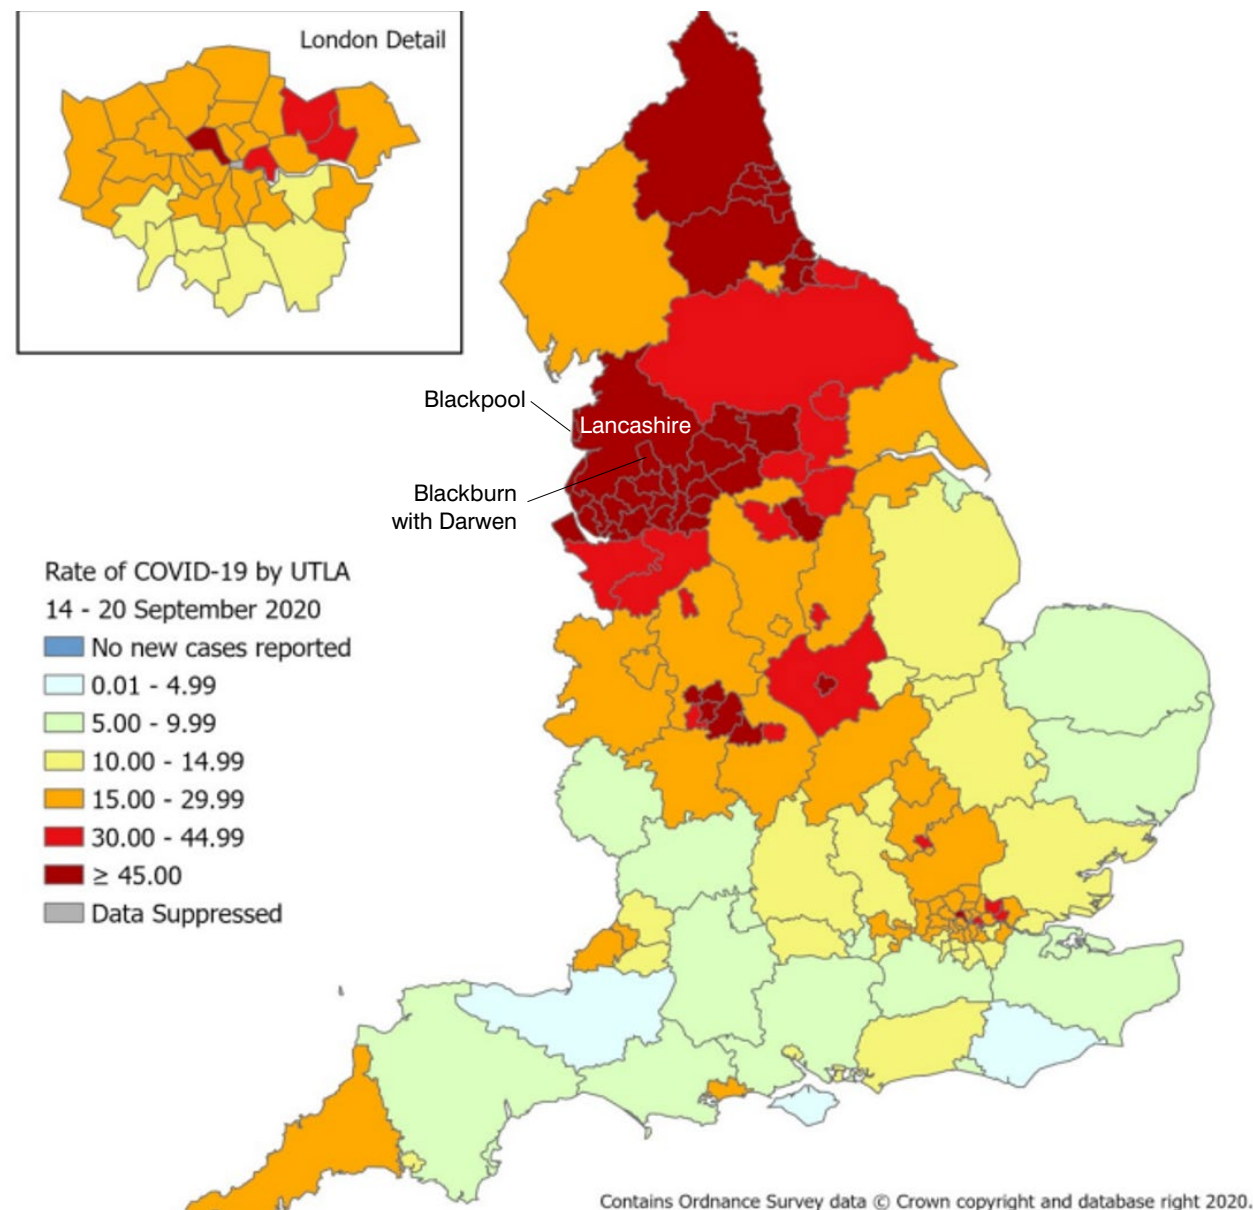 London Detail
Blackpool
Lancashire
Blackburn
with Darwen
Rate of COVID-19 by UTLA
14 - 20 September 2020
No new cases reported
0.01 - 4.99
5.00 - 9.99
10.00 - 14.99
15.00 - 29.99
30.00 - 44.99
≥ 45.00
Data Suppressed
Contains Ordnance Survey data © Crown copyright and database right 2020.